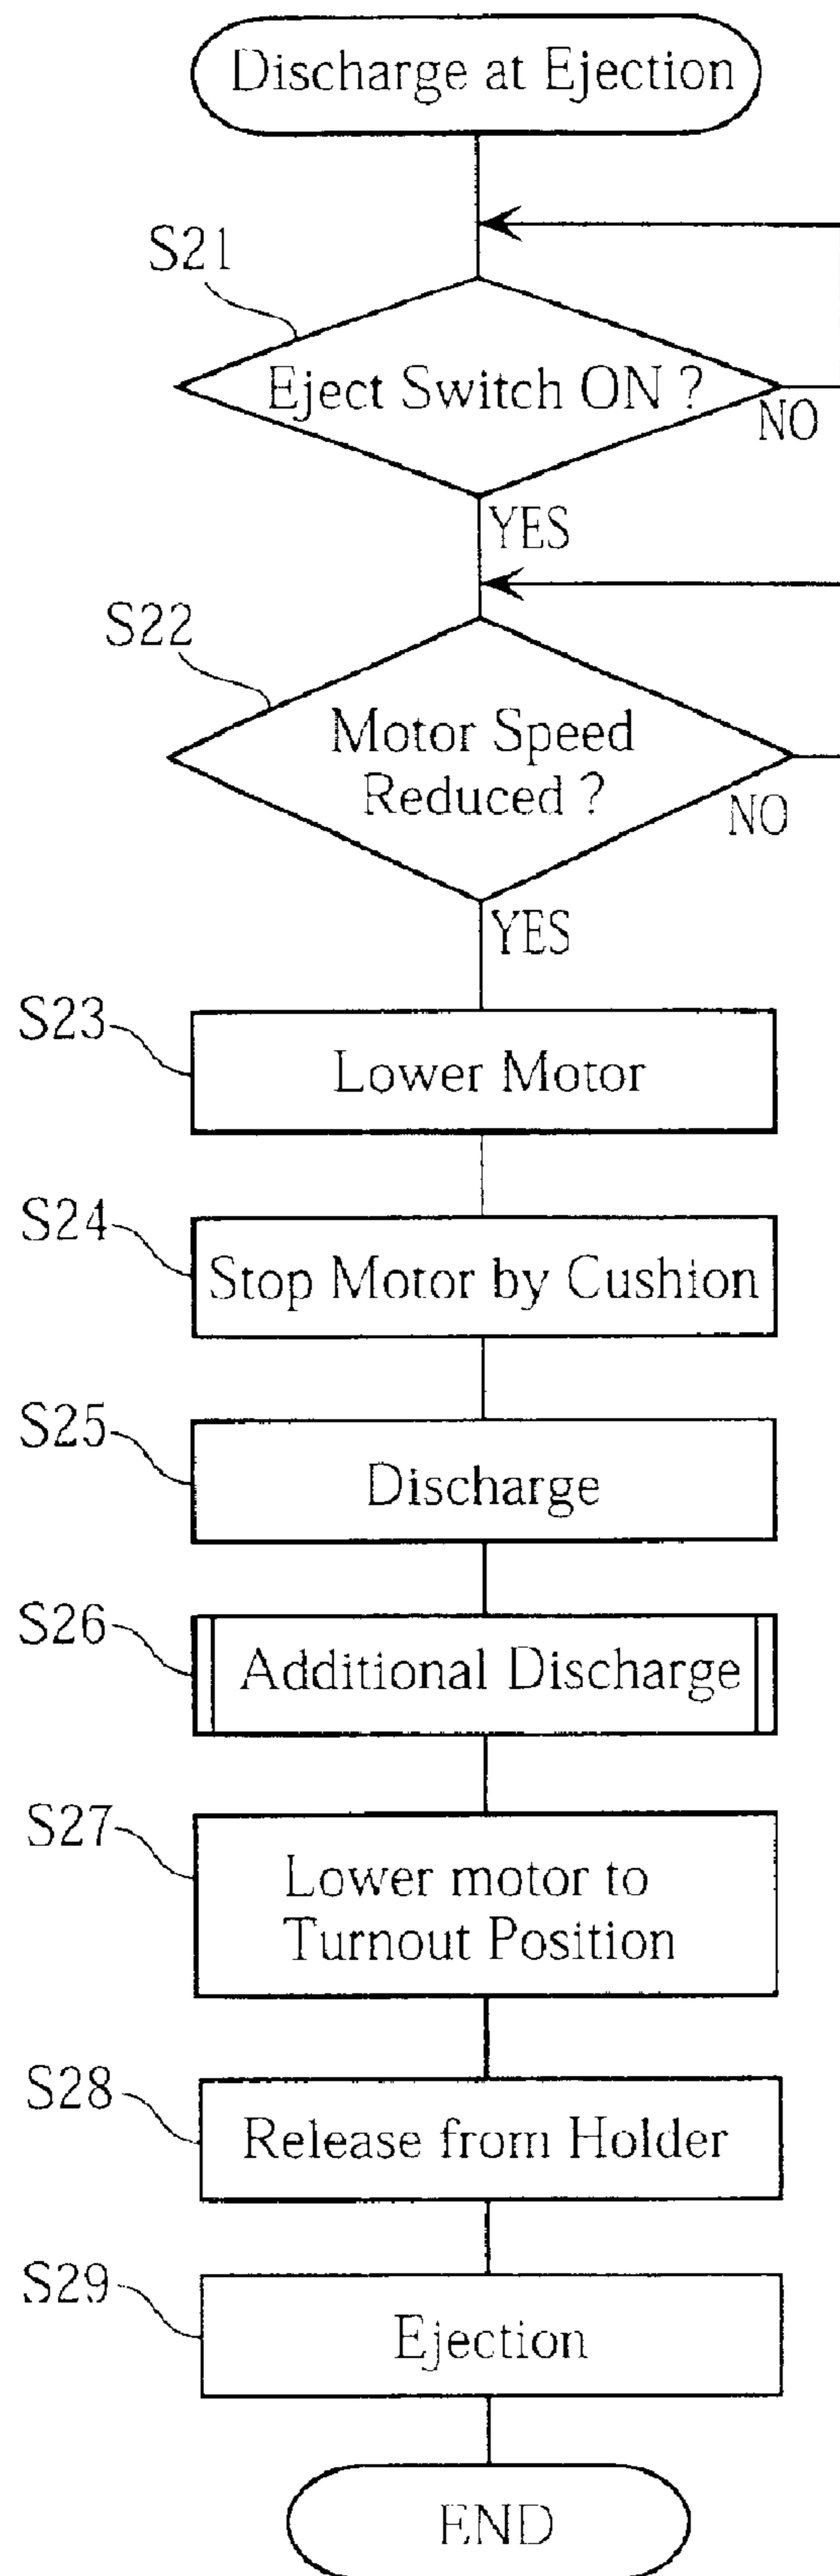 Discharge at Ejection
S21
Eject Switch ON ?
NO
YES
S22
Motor Speed
Reduced ?
NO
YES
S23
Lower Motor
S24
Stop Motor by Cushion
S25
Discharge
S26
Additional Discharge
S27
Lower motor to
Turnout Position
S28
Release from Holder
S29
Ejection
END